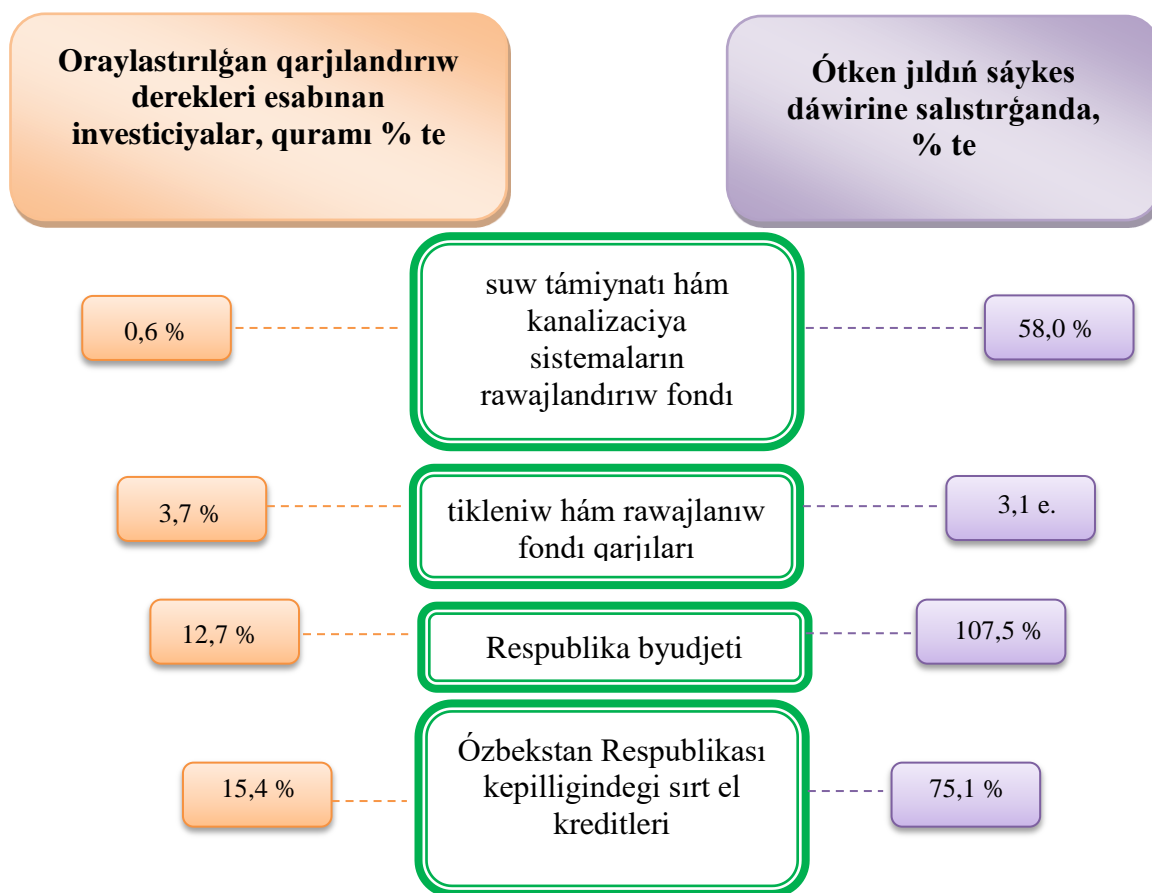 Oraylastırılģan qarjılandırıw
derekleri esabınan
investiciyalar, quramı % te
Ótken jıldıń sáykes
dáwirine salıstırģanda,
% te
0,6 %
suw támiynatı hám
kanalizaciya
sistemaların
rawajlandırıw fondı
58,0 %
3,7 %
tikleniw hám rawajlanıw
fondı qarjıları
3,1 e.
12,7 %
Respublika byudjeti
107,5 %
15,4 %
Ózbekstan Respublikası
kepilligindegi sırt el
kreditleri
75,1 %